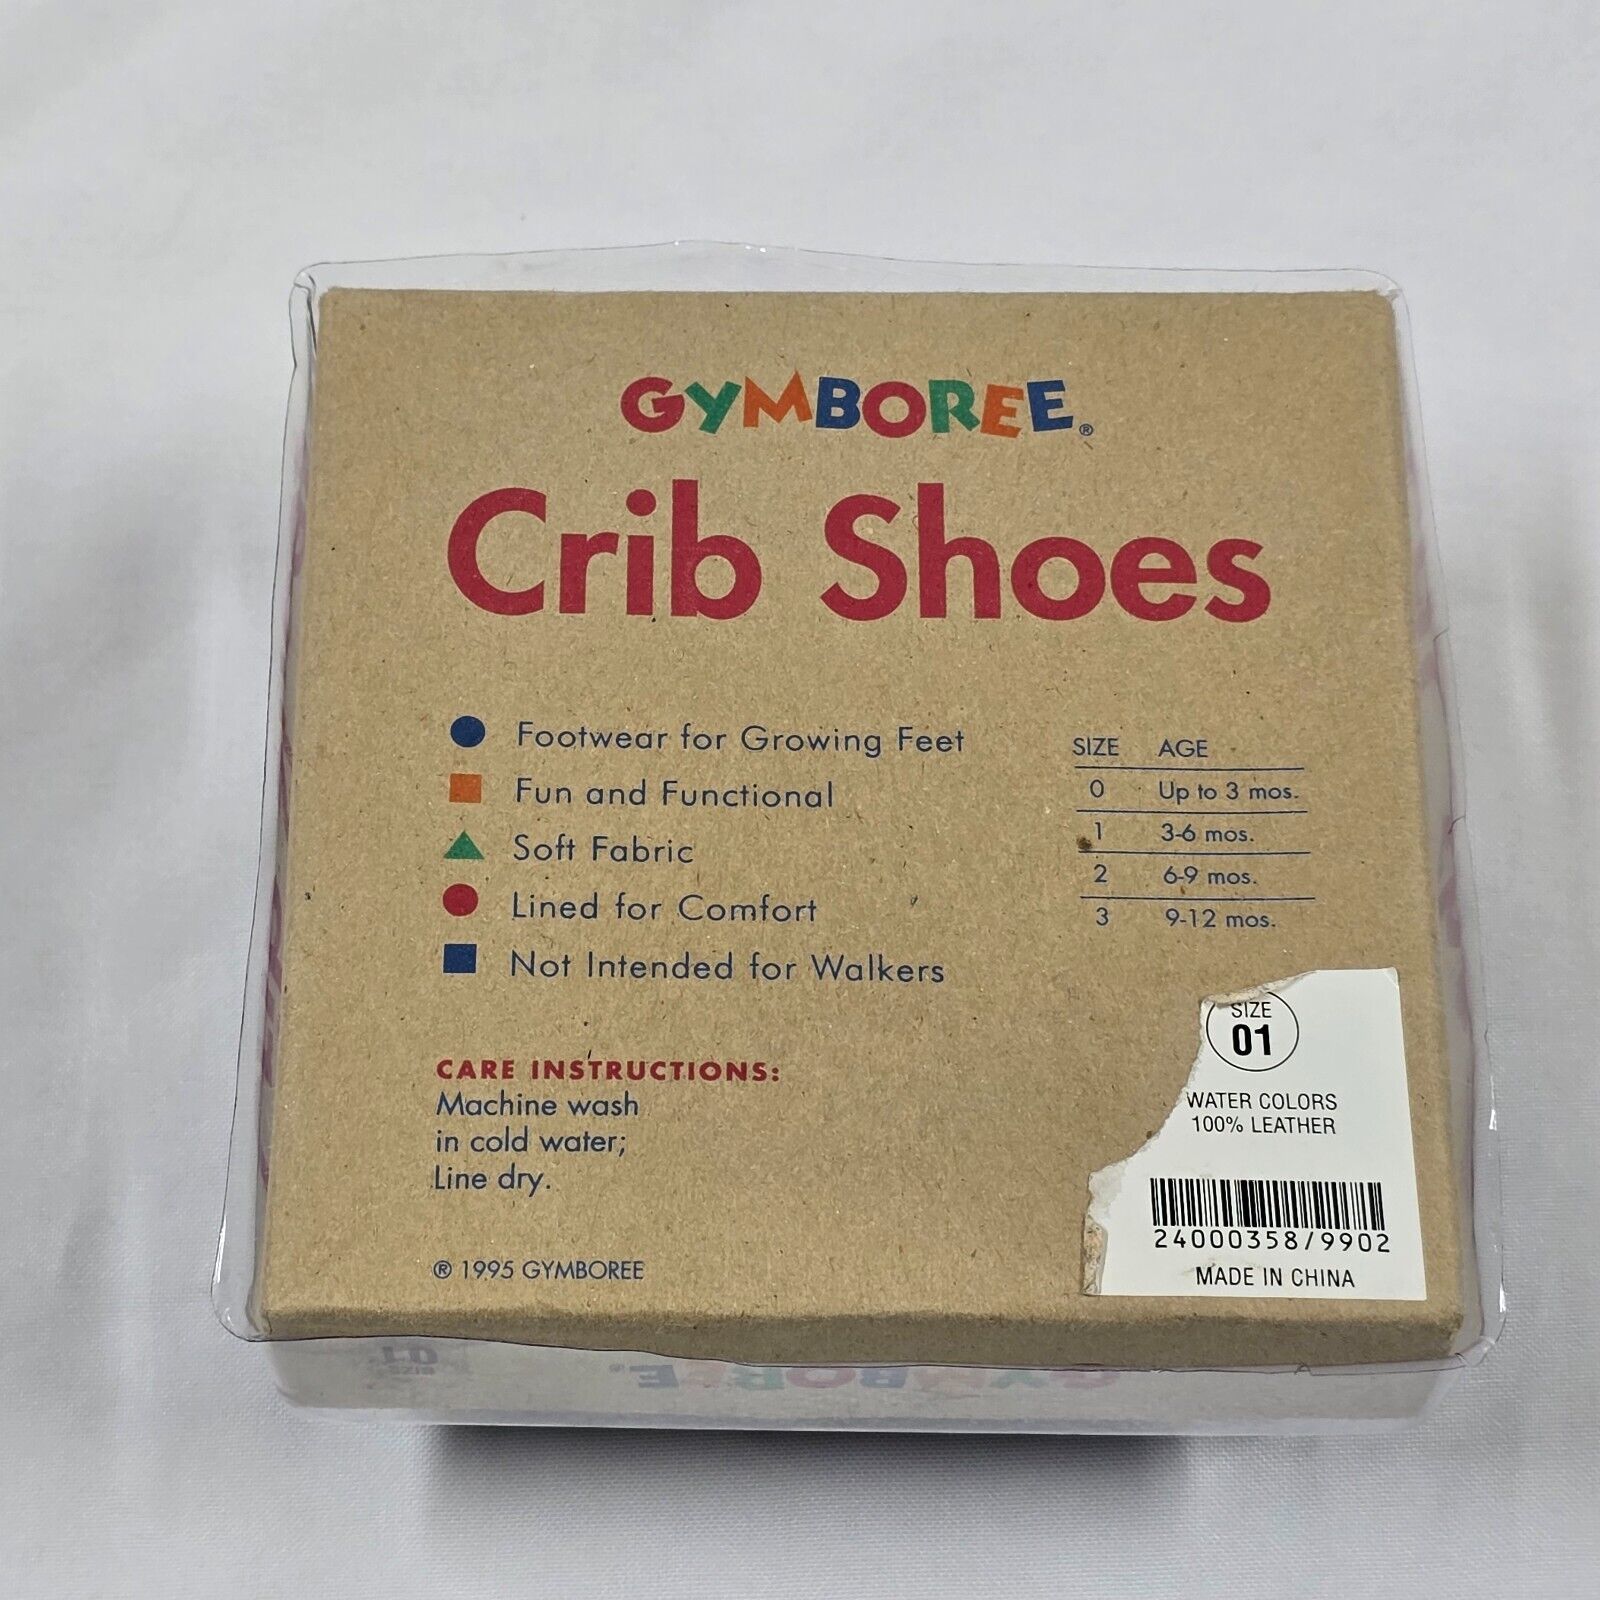 GYMBOREE®
Crib Shoes
Footwear for Growing Feet
Fun and Functional
Soft Fabric
Lined for Comfort
Not Intended for Walkers
SIZE AGE
0 Up to 3 mos.
1 3-6 mos.
2 6-9 mos.
3 9-12 mos.
CARE INSTRUCTIONS:
Machine wash
in cold water;
Line dry.
® 1995 GYMBOREE
SIZE
01
WATER COLORS
100% LEATHER
24000358/9902
MADE IN CHINA
GYMBOREE®
SIZE
01